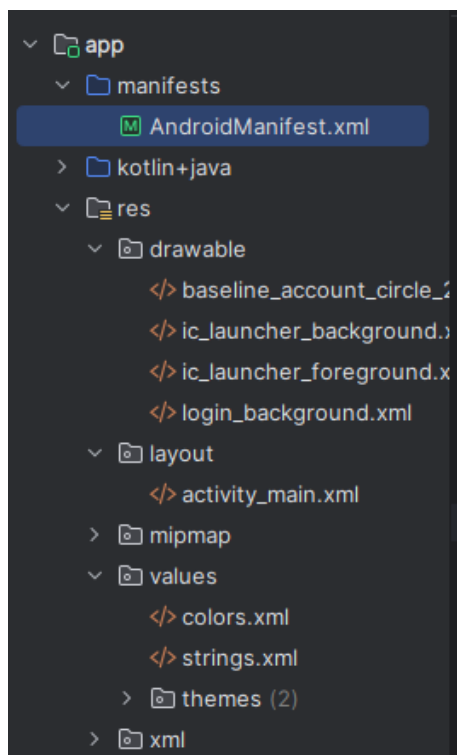 app
manifests
AndroidManifest.xml
kotlin+java
res
drawable
baseline_account_circle_2
ic_launcher_background.x
ic_launcher_foreground.x
login_background.xml
layout
activity_main.xml
mipmap
values
colors.xml
strings.xml
themes (2)
xml